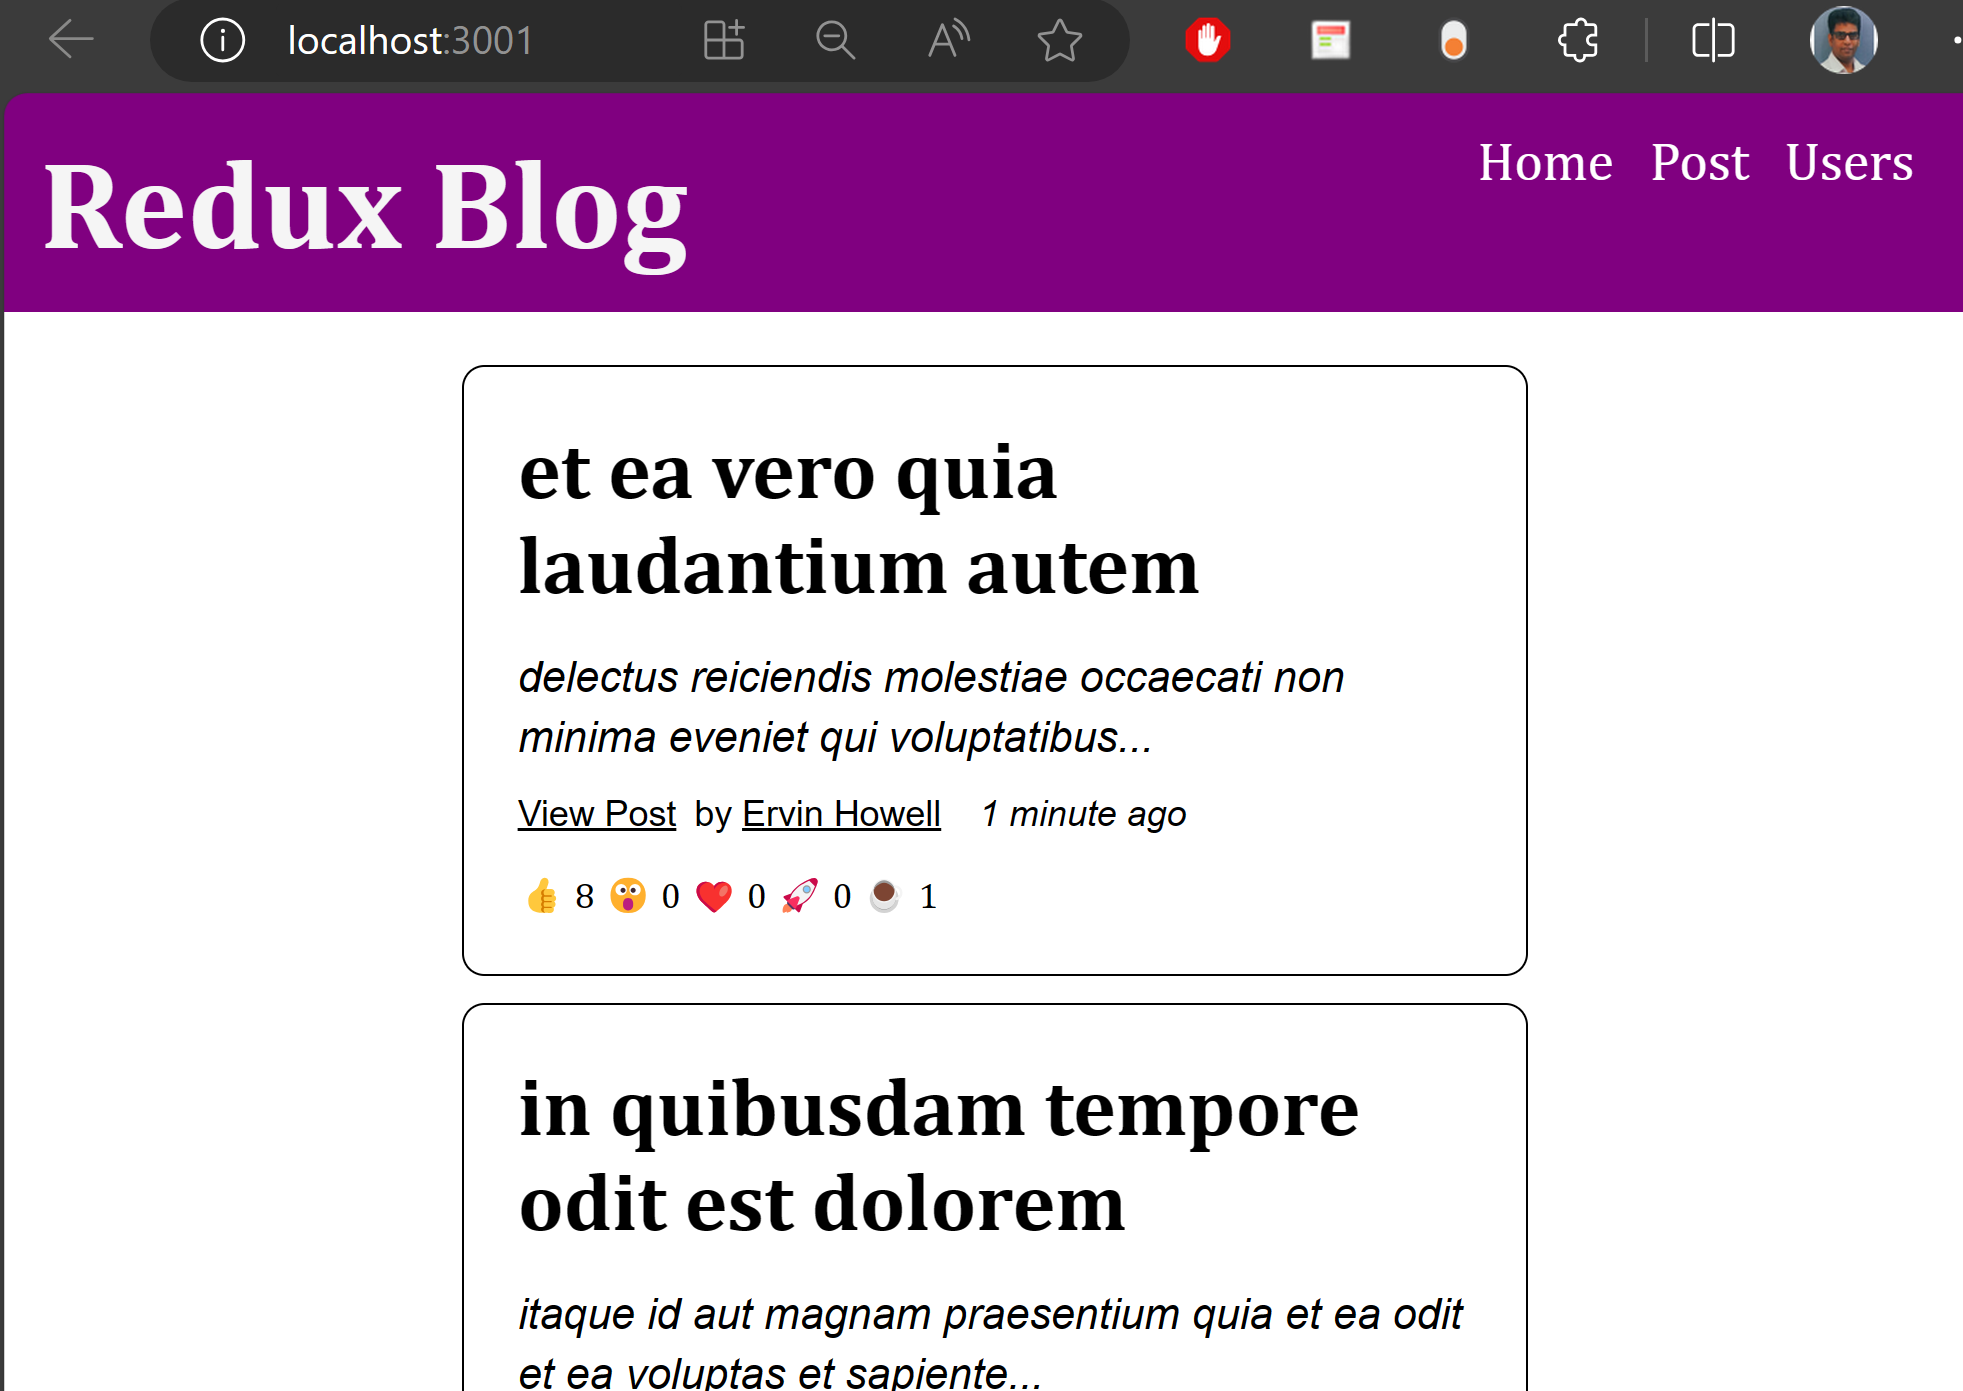 localhost:3001
Redux Blog
Home Post Users
et ea vero quia
laudantium autem
delectus reiciendis molestiae occaecati non
minima eveniet qui voluptatibus...
View Post by Ervin Howell 1 minute ago
👍 8 😲 0 ❤️ 0 🚀 0 ☕ 1
in quibusdam tempore
odit est dolorem
itaque id aut magnam praesentium quia et ea odit
et ea voluptas et sapiente...